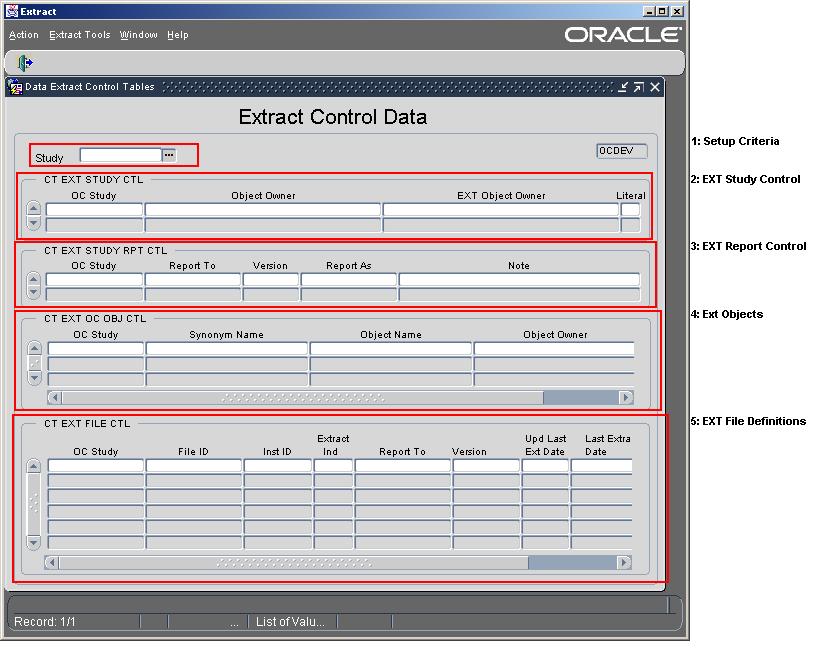 Extract
Action Extract Tools Window Help
ORACLE
Data Extract Control Tables
Extract Control Data
Study ... OCDEV
1: Setup Criteria
CT EXT STUDY CTL
2: EXT Study Control
OC Study Object Owner EXT Object Owner Literal
CT EXT STUDY RPT CTL
3: EXT Report Control
OC Study Report To Version Report As Note
CT EXT OC OBJ CTL
4: Ext Objects
OC Study Synonym Name Object Name Object Owner
CT EXT FILE CTL
5: EXT File Definitions
OC Study File ID Inst ID Extract Ind Report To Version Upd Last Ext Date Last Extra Date
Record: 1/1 ... List of Valu...